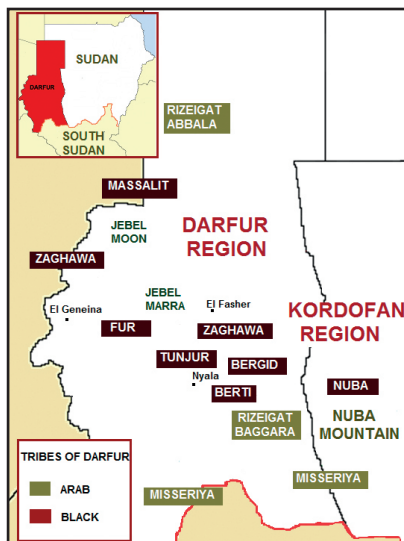 SUDAN
DARFUR
SOUTH
SUDAN
RIZEIGAT
ABBALA
MASSALIT
JEBEL
MOON
DARFUR
REGION
ZAGHAWA
JEBEL
MARRA
El Fasher
El Geneina
KORDOFAN
REGION
FUR
ZAGHAWA
TUNJUR
BERGID
Nyala
BERTI
NUBA
RIZEIGAT
BAGGARA
NUBA
MOUNTAIN
TRIBES OF DARFUR
ARAB
BLACK
MISSERIYA
MISSERIYA